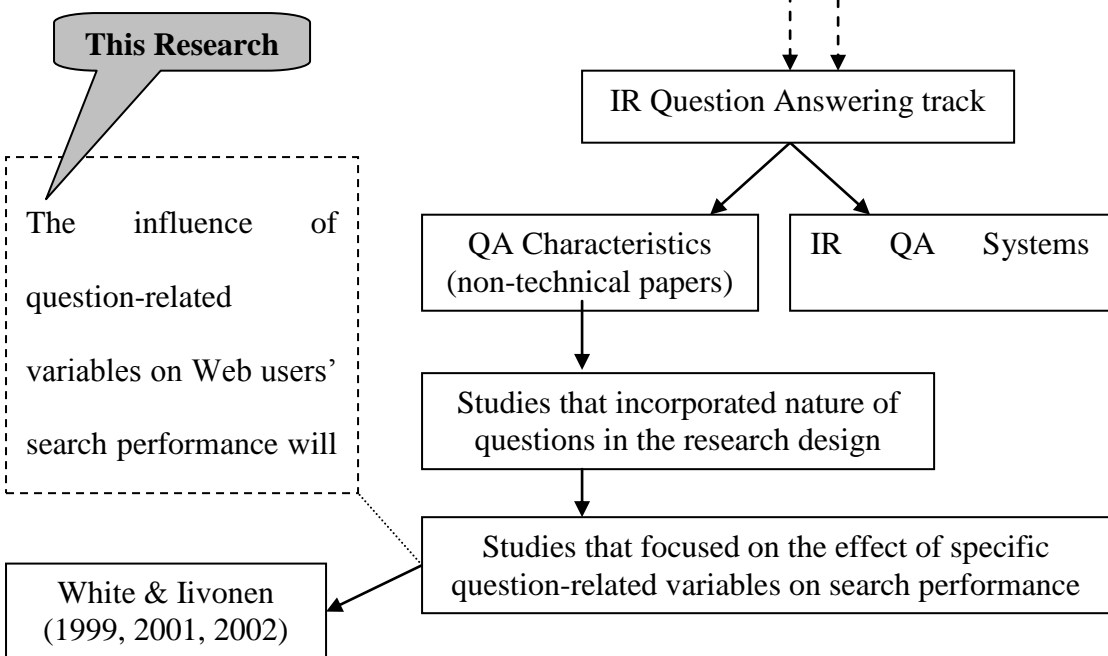 This Research
The influence of
question-related
variables on Web users’
search performance will
IR Question Answering track
QA Characteristics
(non-technical papers)
IR QA Systems
Studies that incorporated nature of
questions in the research design
Studies that focused on the effect of specific
question-related variables on search performance
White & Iivonen
(1999, 2001, 2002)